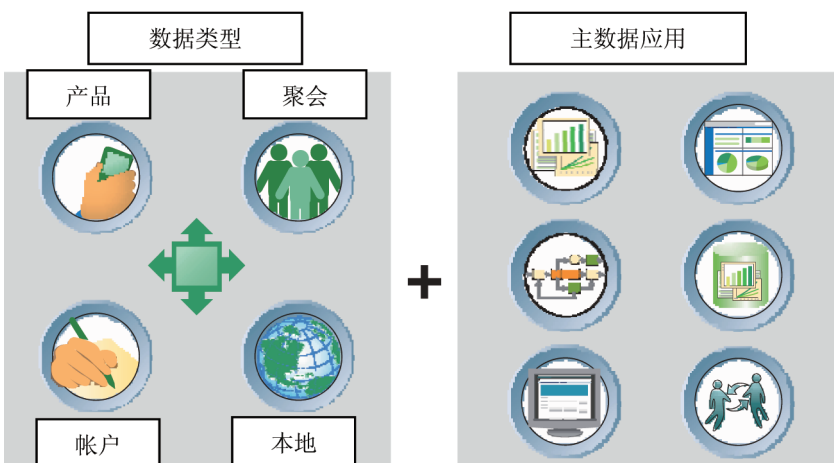 数据类型
主数据应用
产品
聚会
帐户
本地